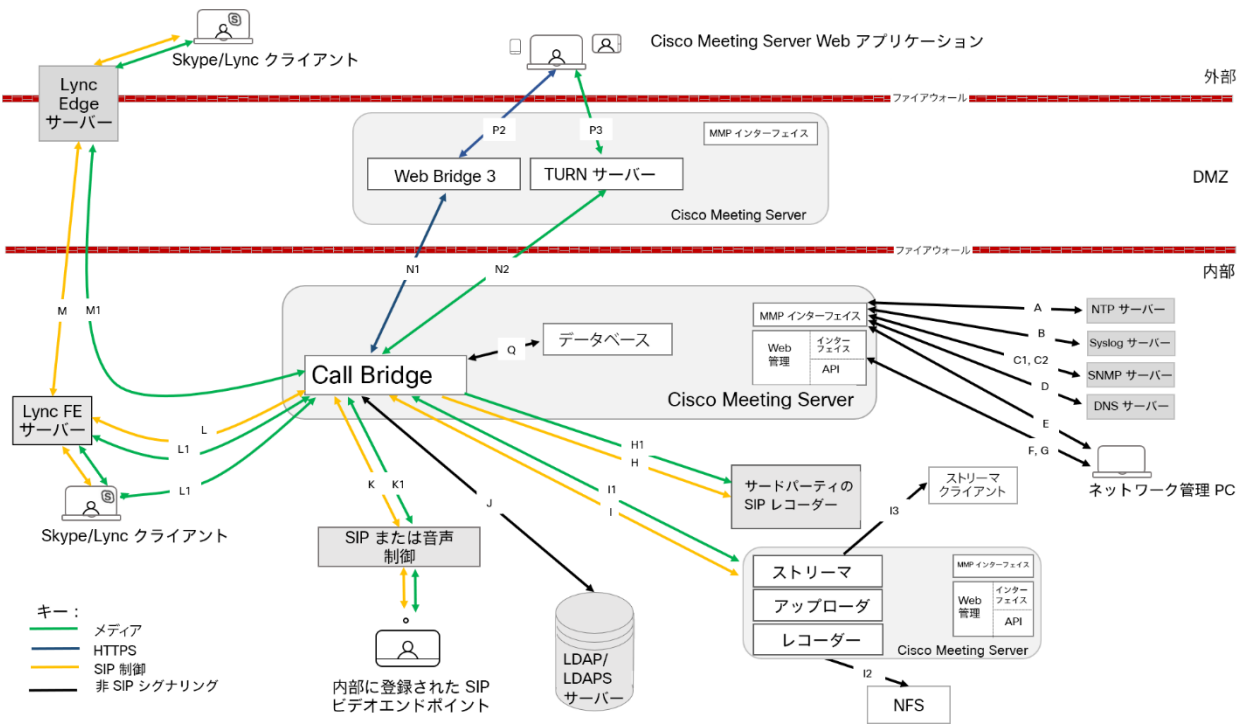 Skype/Lync クライアント
Cisco Meeting Server Web アプリケーション
外部
Lync
Edge
サーバー
ファイアウォール
P2
P3
MMP インターフェイス
Web Bridge 3
TURN サーバー
DMZ
Cisco Meeting Server
ファイアウォール
内部
N1
N2
M
M1
A
NTP サーバー
MMP インターフェイス
B
Syslog サーバー
データベース
Q
Web
管理
インター
フェイス
API
C1, C2
SNMP サーバー
Call Bridge
D
DNS サーバー
Cisco Meeting Server
Lync FE
サーバー
L
L1
L1
E
F, G
ネットワーク管理 PC
H1
H
サードパーティの
SIP レコーダー
ストリーマ
クライアント
K
K1
J
I1
I
I3
Skype/Lync クライアント
SIP または音声
制御
ストリーマ
アップローダ
レコーダー
MMP インターフェイス
Web
管理
インター
フェイス
API
Cisco Meeting Server
キー：
メディア
HTTPS
SIP 制御
非 SIP シグナリング
内部に登録された SIP
ビデオエンドポイント
LDAP/
LDAPS
サーバー
I2
NFS